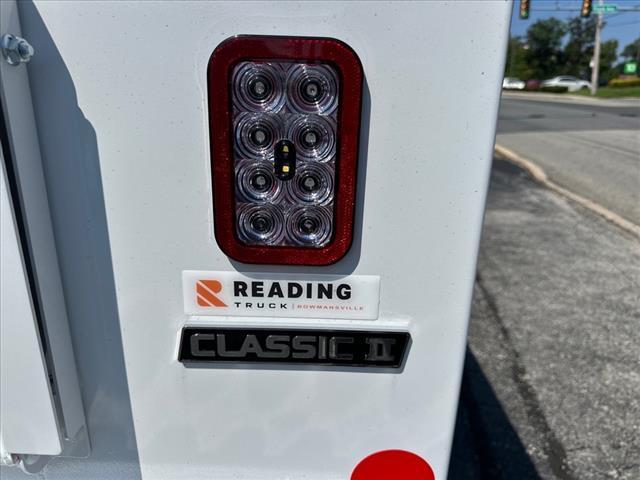 READING
TRUCK | BOWMANSVILLE
CLASSIC II